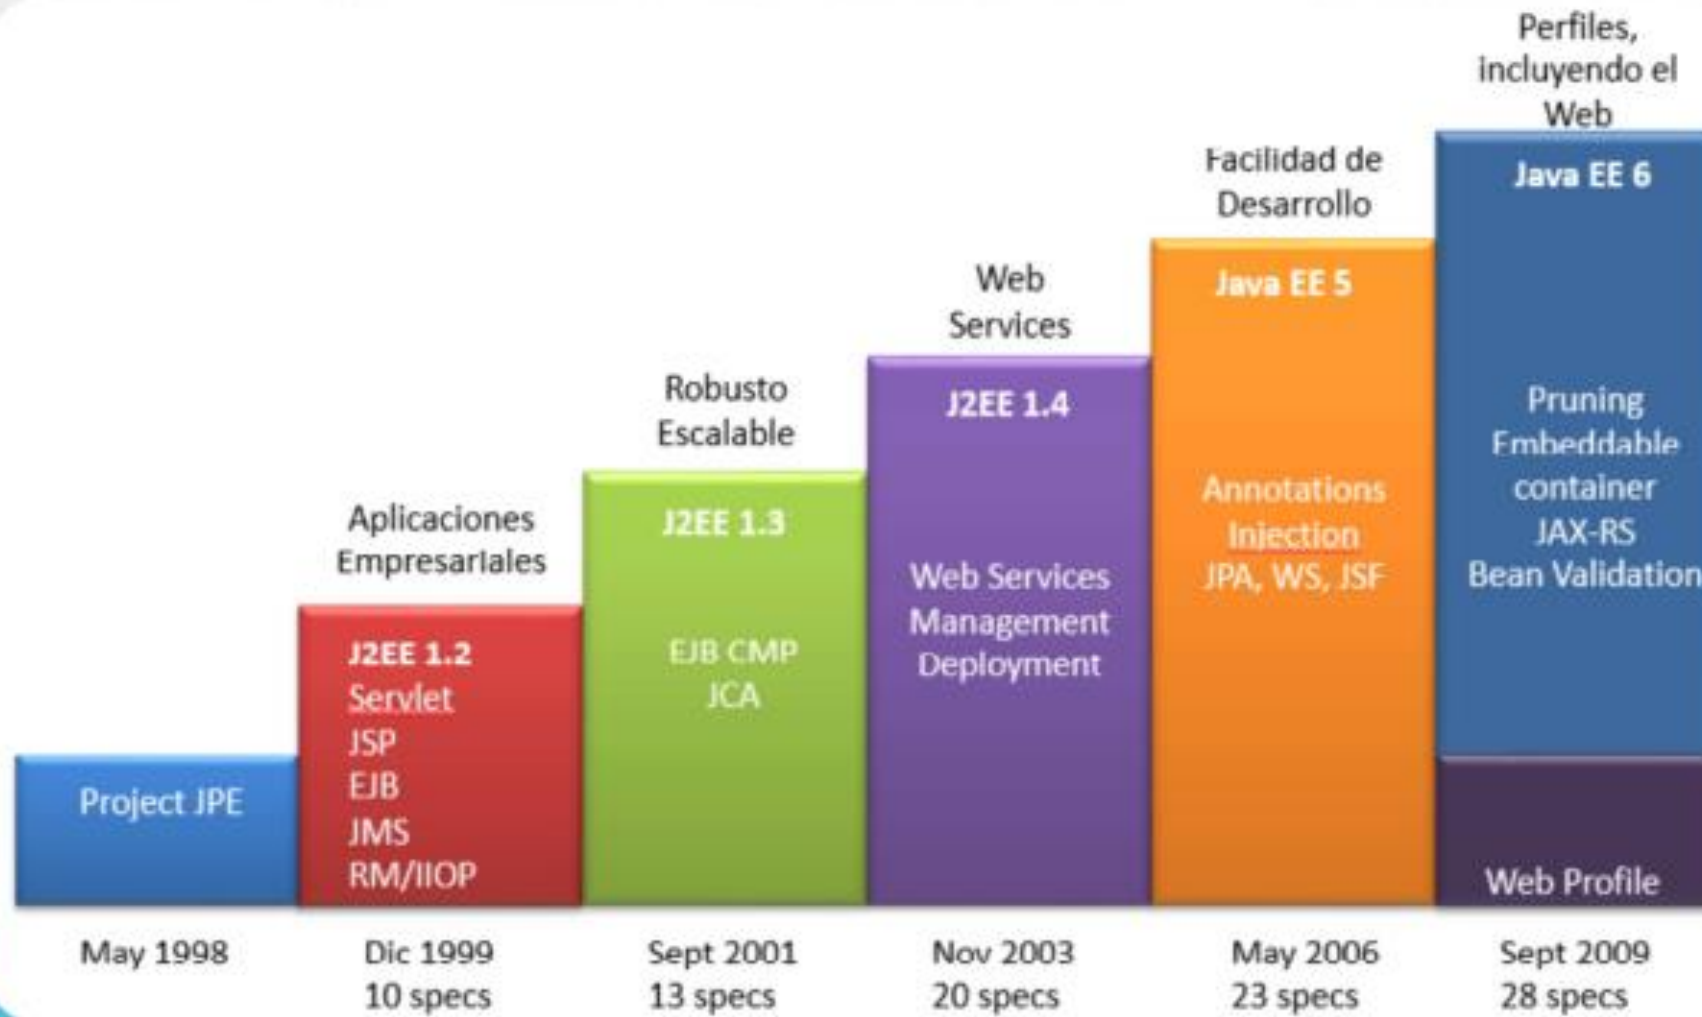 Project JPE
May 1998
Aplicaciones
Empresariales
J2EE 1.2
Servlet
JSP
EJB
JMS
RM/IIOP
Dic 1999
10 specs
Robusto
Escalable
J2EE 1.3
EJB CMP
JCA
Sept 2001
13 specs
Web
Services
J2EE 1.4
Web Services
Management
Deployment
Nov 2003
20 specs
Facilidad de
Desarrollo
Java EE 5
Annotations
Injection
JPA, WS, JSF
May 2006
23 specs
Perfiles,
incluyendo el
Web
Java EE 6
Pruning
Embeddable
container
JAX-RS
Bean Validation
Web Profile
Sept 2009
28 specs